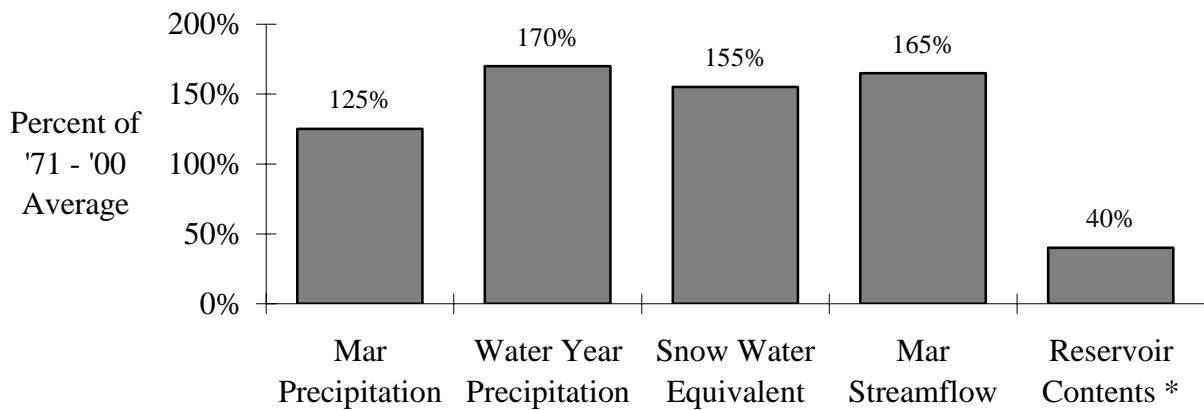 200%
150%
100%
50%
0%
Percent of
'71 - '00
Average
125%
170%
155%
165%
40%
Mar
Precipitation
Water Year
Precipitation
Snow Water
Equivalent
Mar
Streamflow
Reservoir
Contents *